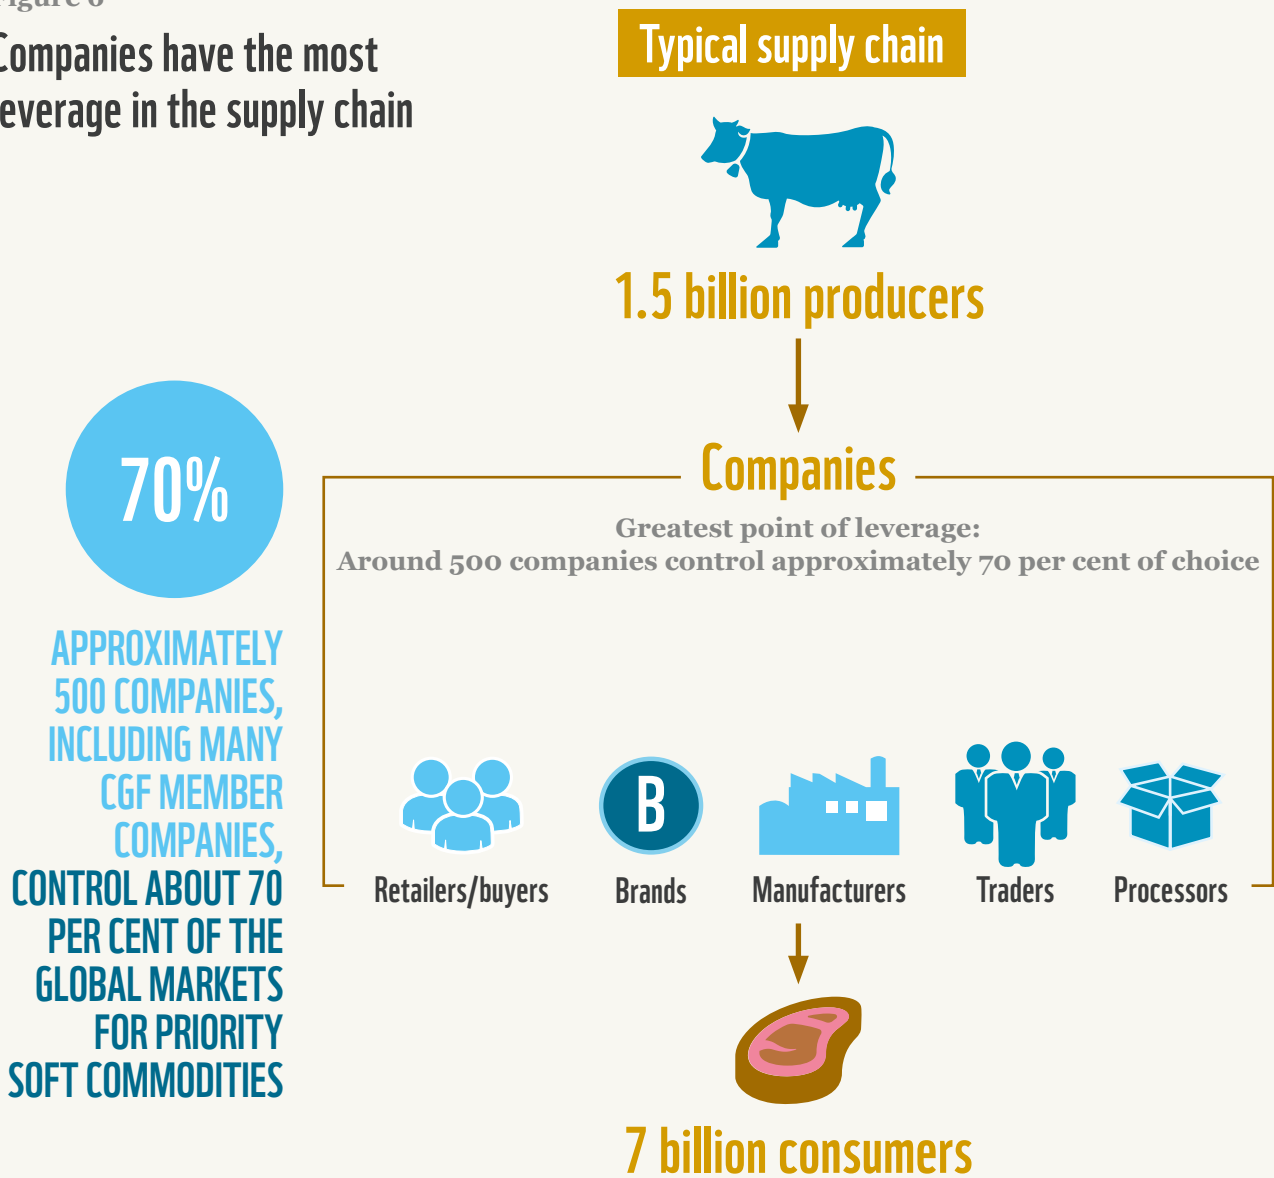 Figure 6
Companies have the most
leverage in the supply chain
Typical supply chain
1.5 billion producers
Companies
Greatest point of leverage:
Around 500 companies control approximately 70 per cent of choice
70%
APPROXIMATELY
500 COMPANIES,
INCLUDING MANY
CGF MEMBER
COMPANIES,
CONTROL ABOUT 70
PER CENT OF THE
GLOBAL MARKETS
FOR PRIORITY
SOFT COMMODITIES
B
Retailers/buyers
Brands
Manufacturers
Traders
Processors
7 billion consumers